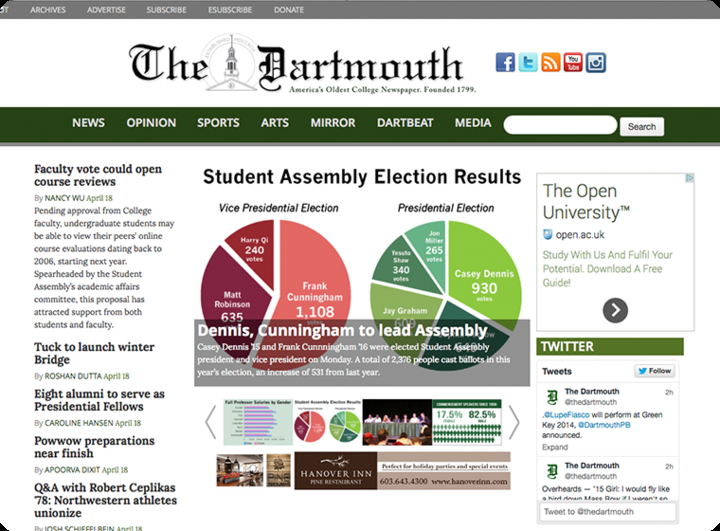 ARCHIVES ADVERTISE SUBSCRIBE ESUBSCRIBE DONATE
The Dartmouth
America's Oldest College Newspaper. Founded 1799.
NEWS OPINION SPORTS ARTS MIRROR DARTBEAT MEDIA Search
Faculty vote could open
course reviews
By NANCY WU April 18
Pending approval from College
faculty, undergraduate students may
be able to view their peers' online
course evaluations dating back to
2006, starting next year.
Spearheaded by the Student
Assembly's academic affairs
committee, this proposal has
attracted support from both
students and faculty.
Tuck to launch winter
Bridge
By ROSHAN DUTTA April 18
Eight alumni to serve as
Presidential Fellows
By CAROLINE HANSEN April 18
Powwow preparations
near finish
By APOORVA DIXIT April 18
Q&A with Robert Ceplikas
'78: Northwestern athletes
unionize
By JOSH SCHIEFELBEIN April 18
Student Assembly Election Results
Vice Presidential Election
Harry Qi
240
votes
Matt
Robinson
635
Frank
Cunningham
1,108
Presidential Election
Jon
Miller
265
votes
Yesuto
Shaw
340
votes
Casey Dennis
930
votes
Jay Graham
609
Dennis, Cunningham to lead Assembly
Casey Dennis '15 and Frank Cunnningham '16 were elected Student Assembly
president and vice president on Monday. A total of 2,376 people cast ballots in this
year's election, an increase of 531 from last year.
Full Professor Salaries by Gender
Student Assembly Election Results
COMMENCEMENT SPEAKERS SINCE 1900
17.5% 82.5%
FEMALE MALE
HANOVER INN
PINE RESTAURANT
Perfect for holiday parties and special events
603.643.4300 www.hanoverinn.com
The Open
University™
open.ac.uk
Study With Us And Fulfil Your
Potential. Download A Free
Guide!
TWITTER
Tweets Follow
The Dartmouth 2h
@thedartmouth
.@LupeFiasco will perform at Green
Key 2014, @DartmouthPB
announced.
Expand
The Dartmouth 2h
@thedartmouth
Overheards — '15 Girl: I would fly like
a bird down Mass Row if I weren't so
Tweet to @thedartmouth